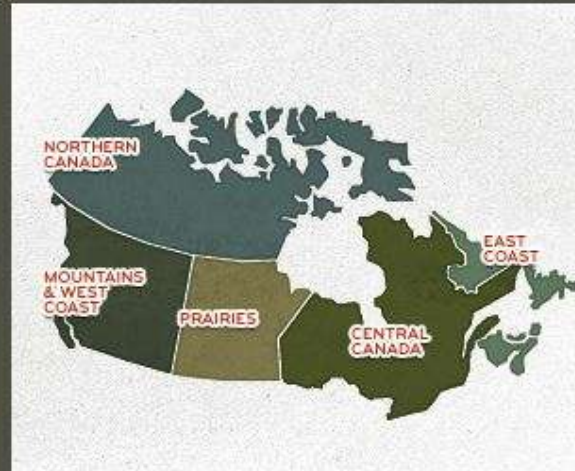 NORTHERN
CANADA
EAST
COAST
MOUNTAINS
& WEST
COAST
PRAIRIES
CENTRAL
CANADA